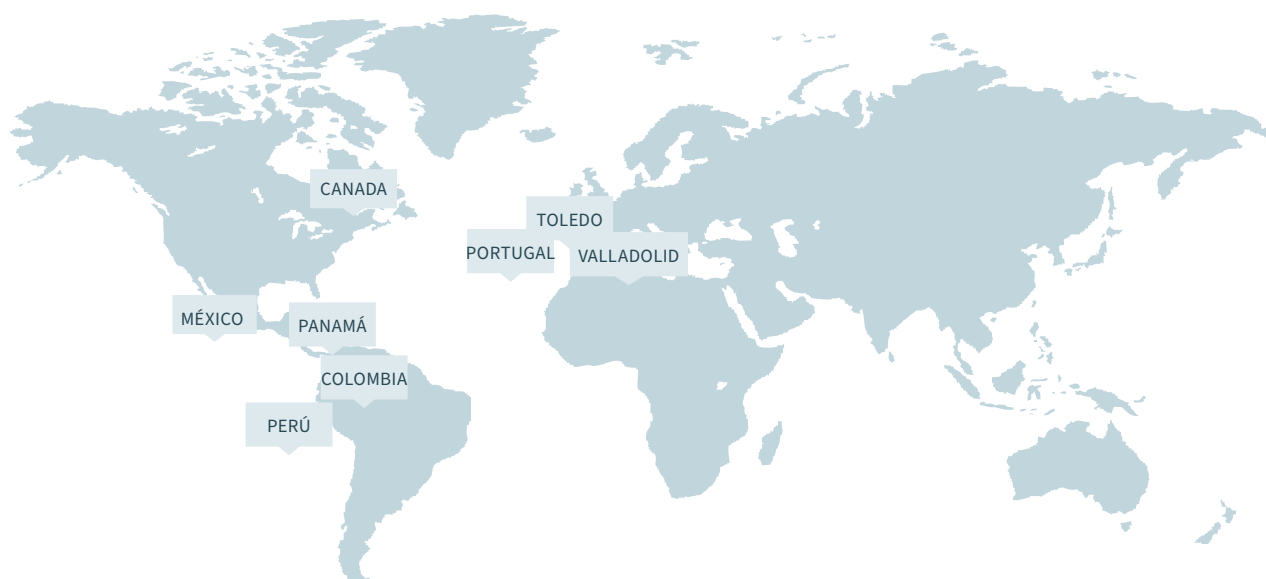 CANADA
TOLEDO
PORTUGAL
VALLADOLID
MÉXICO
PANAMÁ
COLOMBIA
PERÚ